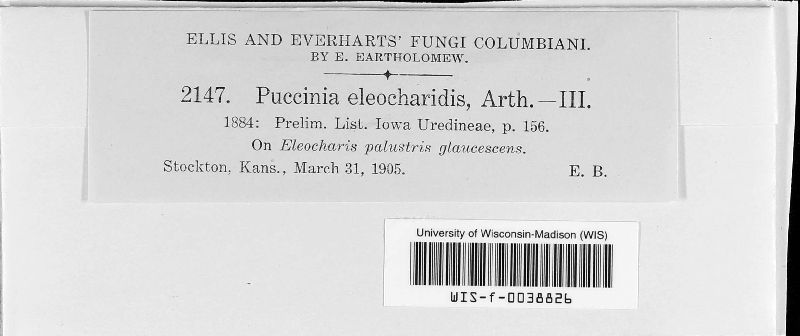 ELLIS AND EVERHARTS' FUNGI COLUMBIANI.
BY E. EARTHOLOMEW.
2147. Puccinia eleocharidis, Arth.—III.
1884: Prelim. List. Iowa Uredineae, p. 156.
On Eleocharis palustris glaucescens.
Stockton, Kans., March 31, 1905. E. B.
University of Wisconsin-Madison (WIS)
WIS-f-0038826